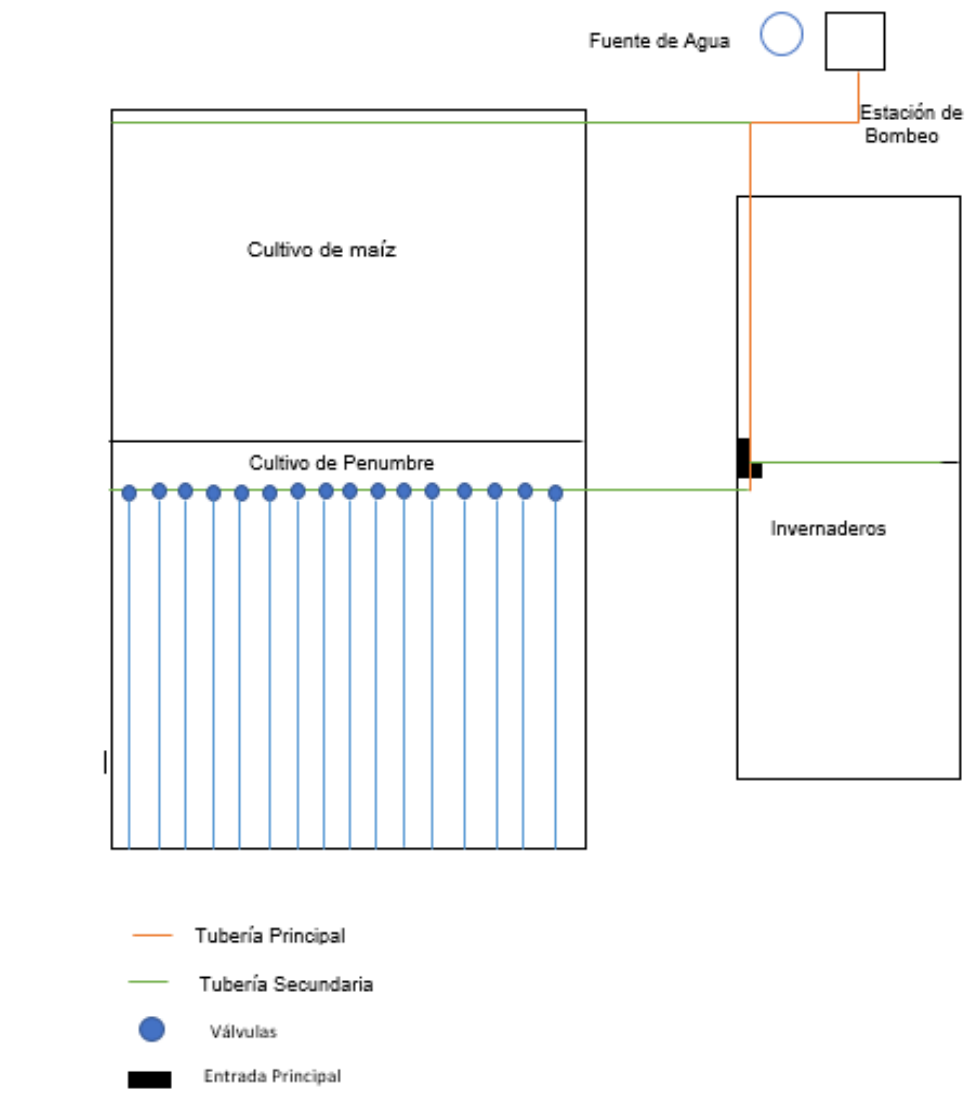 Fuente de Agua
Estación de
Bombeo
Cultivo de maíz
Cultivo de Penumbre
Invernaderos
Tubería Principal
Tubería Secundaria
Válvulas
Entrada Principal